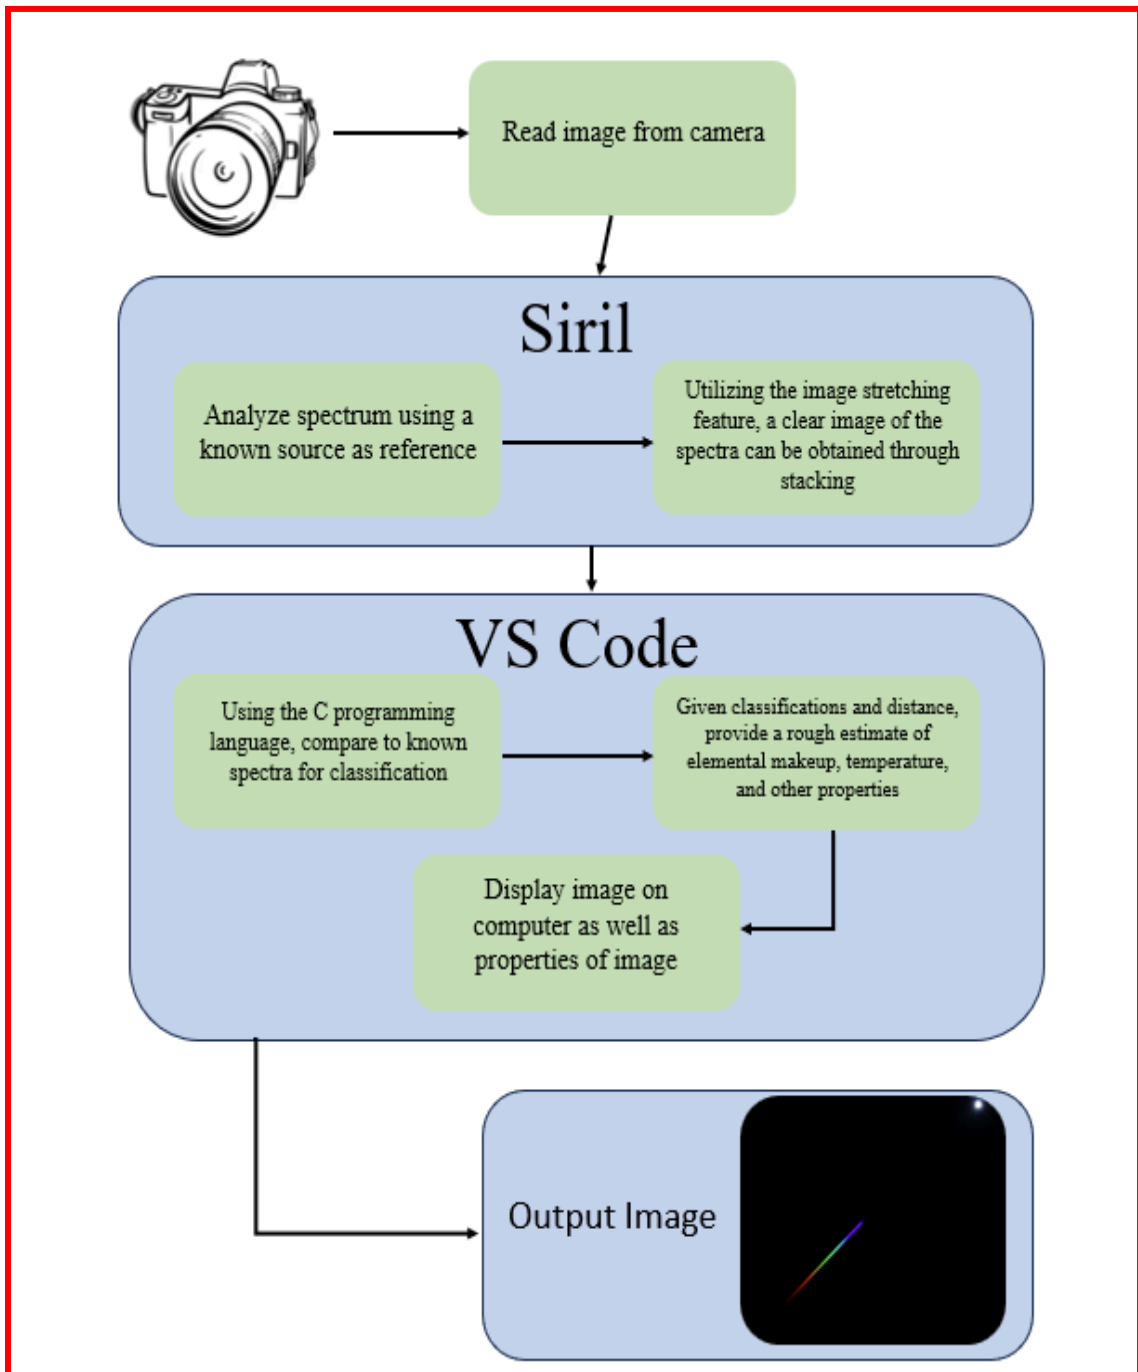 Read image from camera
Siril
Analyze spectrum using a
known source as reference
Utilizing the image stretching
feature, a clear image of the
spectra can be obtained through
stacking
VS Code
Using the C programming
language, compare to known
spectra for classification
Given classifications and distance,
provide a rough estimate of
elemental makeup, temperature,
and other properties
Display image on
computer as well as
properties of image
Output Image